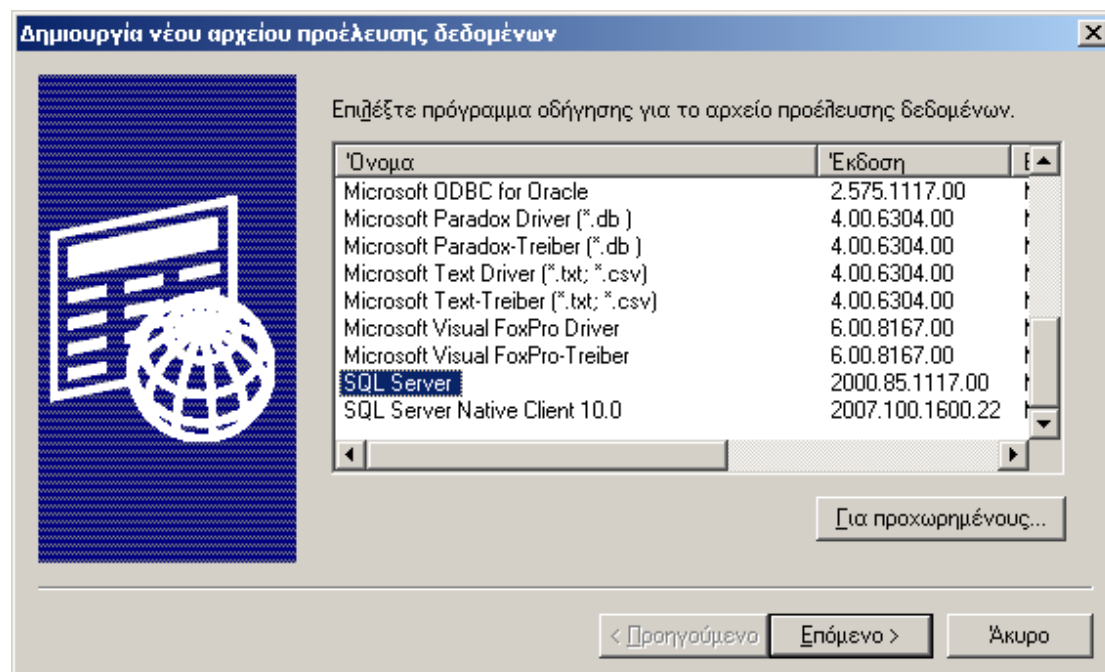 Δημιουργία νέου αρχείου προέλευσης δεδομένων
Επιλέξτε πρόγραμμα οδήγησης για το αρχείο προέλευσης δεδομένων.
Όνομα Έκδοση
Microsoft ODBC for Oracle 2.575.1117.00
Microsoft Paradox Driver (*.db ) 4.00.6304.00
Microsoft Paradox-Treiber (*.db ) 4.00.6304.00
Microsoft Text Driver (*.txt; *.csv) 4.00.6304.00
Microsoft Text-Treiber (*.txt; *.csv) 4.00.6304.00
Microsoft Visual FoxPro Driver 6.00.8167.00
Microsoft Visual FoxPro-Treiber 6.00.8167.00
SQL Server 2000.85.1117.00
SQL Server Native Client 10.0 2007.100.1600.22
Για προχωρημένους...
< Προηγούμενο Επόμενο > Άκυρο